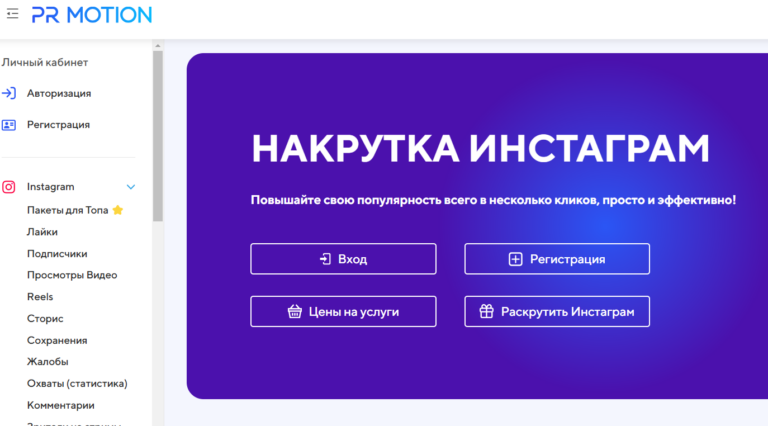 PR MOTION
Личный кабинет
Авторизация
Регистрация
Instagram
Пакеты для Топа
Лайки
Подписчики
Просмотры Видео
Reels
Сторис
Сохранения
Жалобы
Охваты (статистика)
Комментарии
НАКРУТКА ИНСТАГРАМ
Повышайте свою популярность всего в несколько кликов, просто и эффективно!
Вход
Регистрация
Цены на услуги
Раскрутить Инстаграм